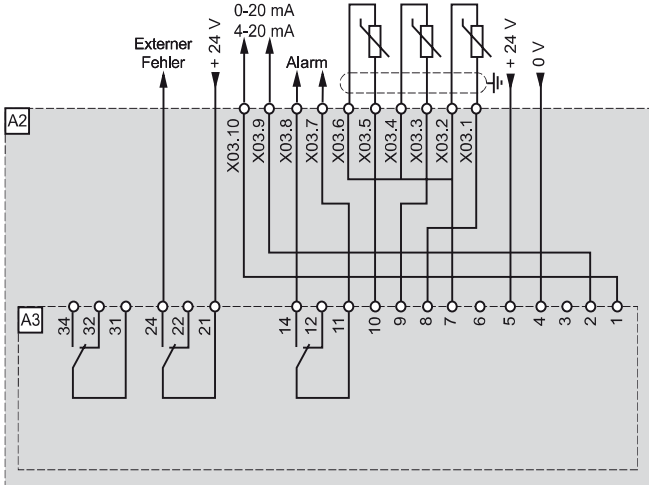 0-20 mA
4-20 mA
Externer
Fehler
+ 24 V
Alarm
+ 24 V
0 V
A2
X03.10
X03.9
X03.8
X03.7
X03.6
X03.5
X03.4
X03.3
X03.2
X03.1
A3
34
32
31
24
22
21
14
12
11
10
9
8
7
6
5
4
3
2
1